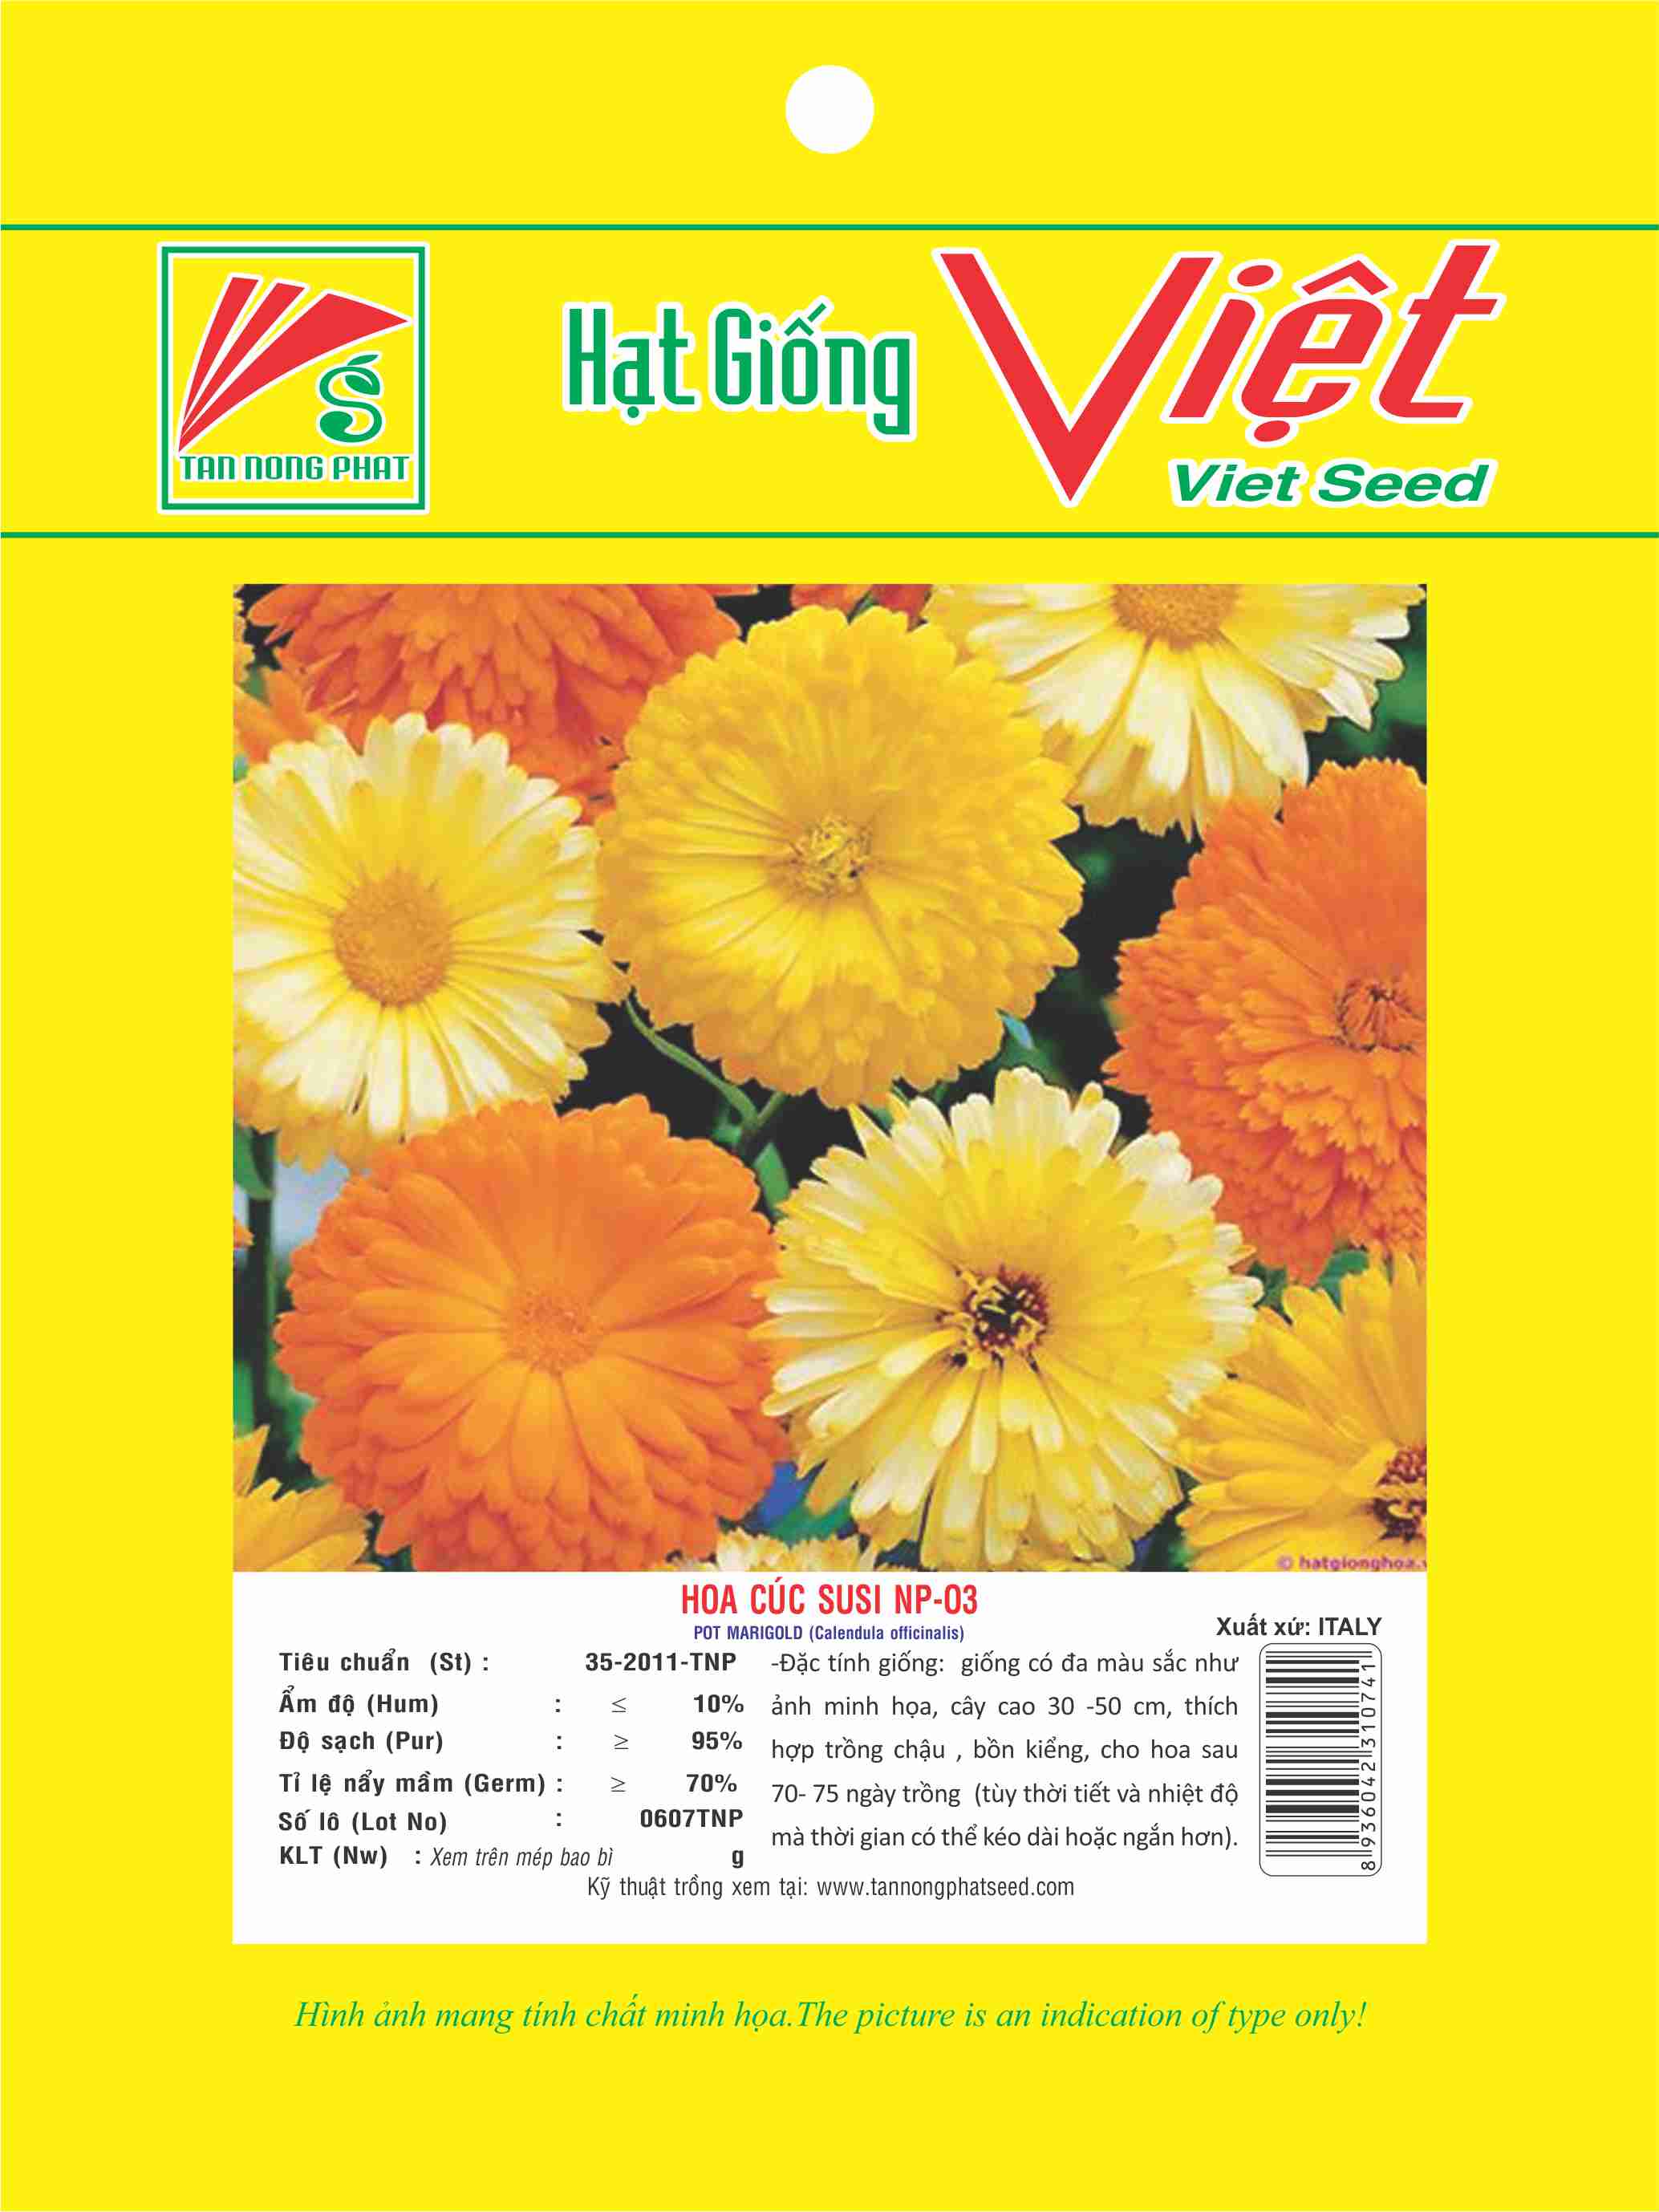 TAN NONG PHAT
Hạt Giống Việt
Viet Seed
© hatgionghoa.
HOA CÚC SUSI NP-03
POT MARIGOLD (Calendula officinalis)
Xuất xứ: ITALY
Tiêu chuẩn (St) : 35-2011-TNP
Ẩm độ (Hum) : ≤ 10%
Độ sạch (Pur) : ≥ 95%
Tỉ lệ nẩy mầm (Germ) : ≥ 70%
Số lô (Lot No) : 0607TNP
KLT (Nw) : Xem trên mép bao bì g
-Đặc tính giống: giống có đa màu sắc như
ảnh minh họa, cây cao 30 -50 cm, thích
hợp trồng chậu , bồn kiểng, cho hoa sau
70- 75 ngày trồng (tùy thời tiết và nhiệt độ
mà thời gian có thể kéo dài hoặc ngắn hơn).
8 936042 310741
Kỹ thuật trồng xem tại: www.tannongphatseed.com
Hình ảnh mang tính chất minh họa.The picture is an indication of type only!